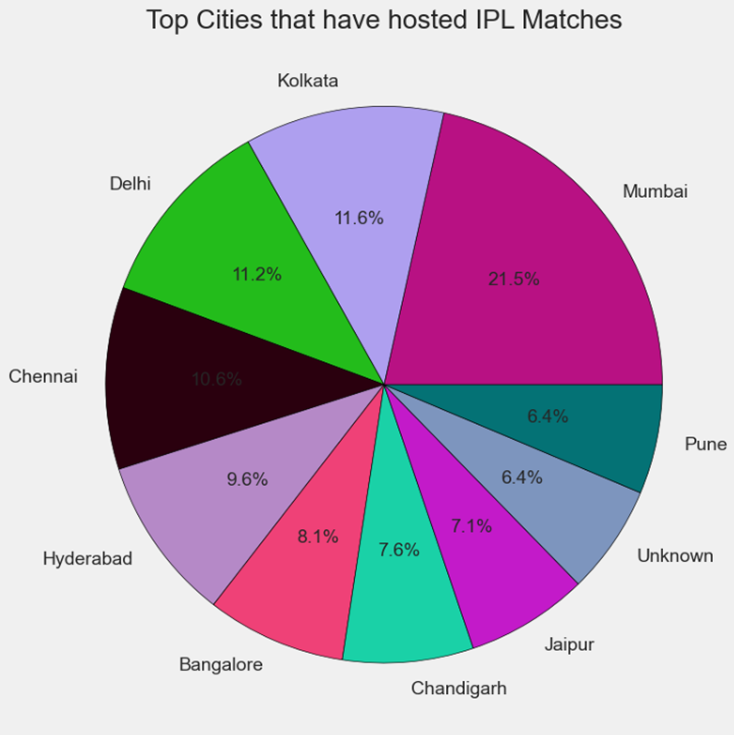 Top Cities that have hosted IPL Matches
Kolkata
Mumbai
Delhi
11.6%
21.5%
11.2%
Chennai
10.6%
6.4%
Pune
9.6%
6.4%
Hyderabad
8.1%
7.6%
7.1%
Unknown
Bangalore
Chandigarh
Jaipur